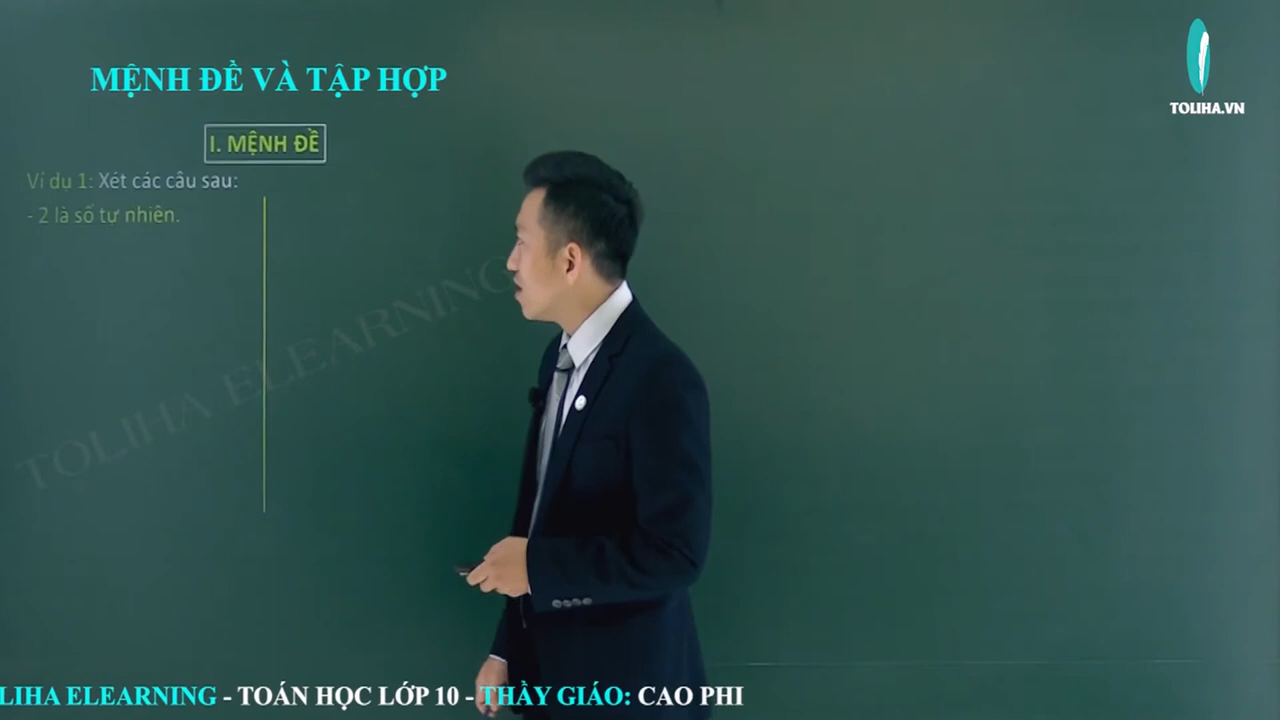 MỆNH ĐỀ VÀ TẬP HỢP
TOLIHA.VN
I. MỆNH ĐỀ
Ví dụ 1: Xét các câu sau:
- 2 là số tự nhiên.
TOLIHA ELEARNING
LIHA ELEARNING - TOÁN HỌC LỚP 10 - THẦY GIÁO: CAO PHI